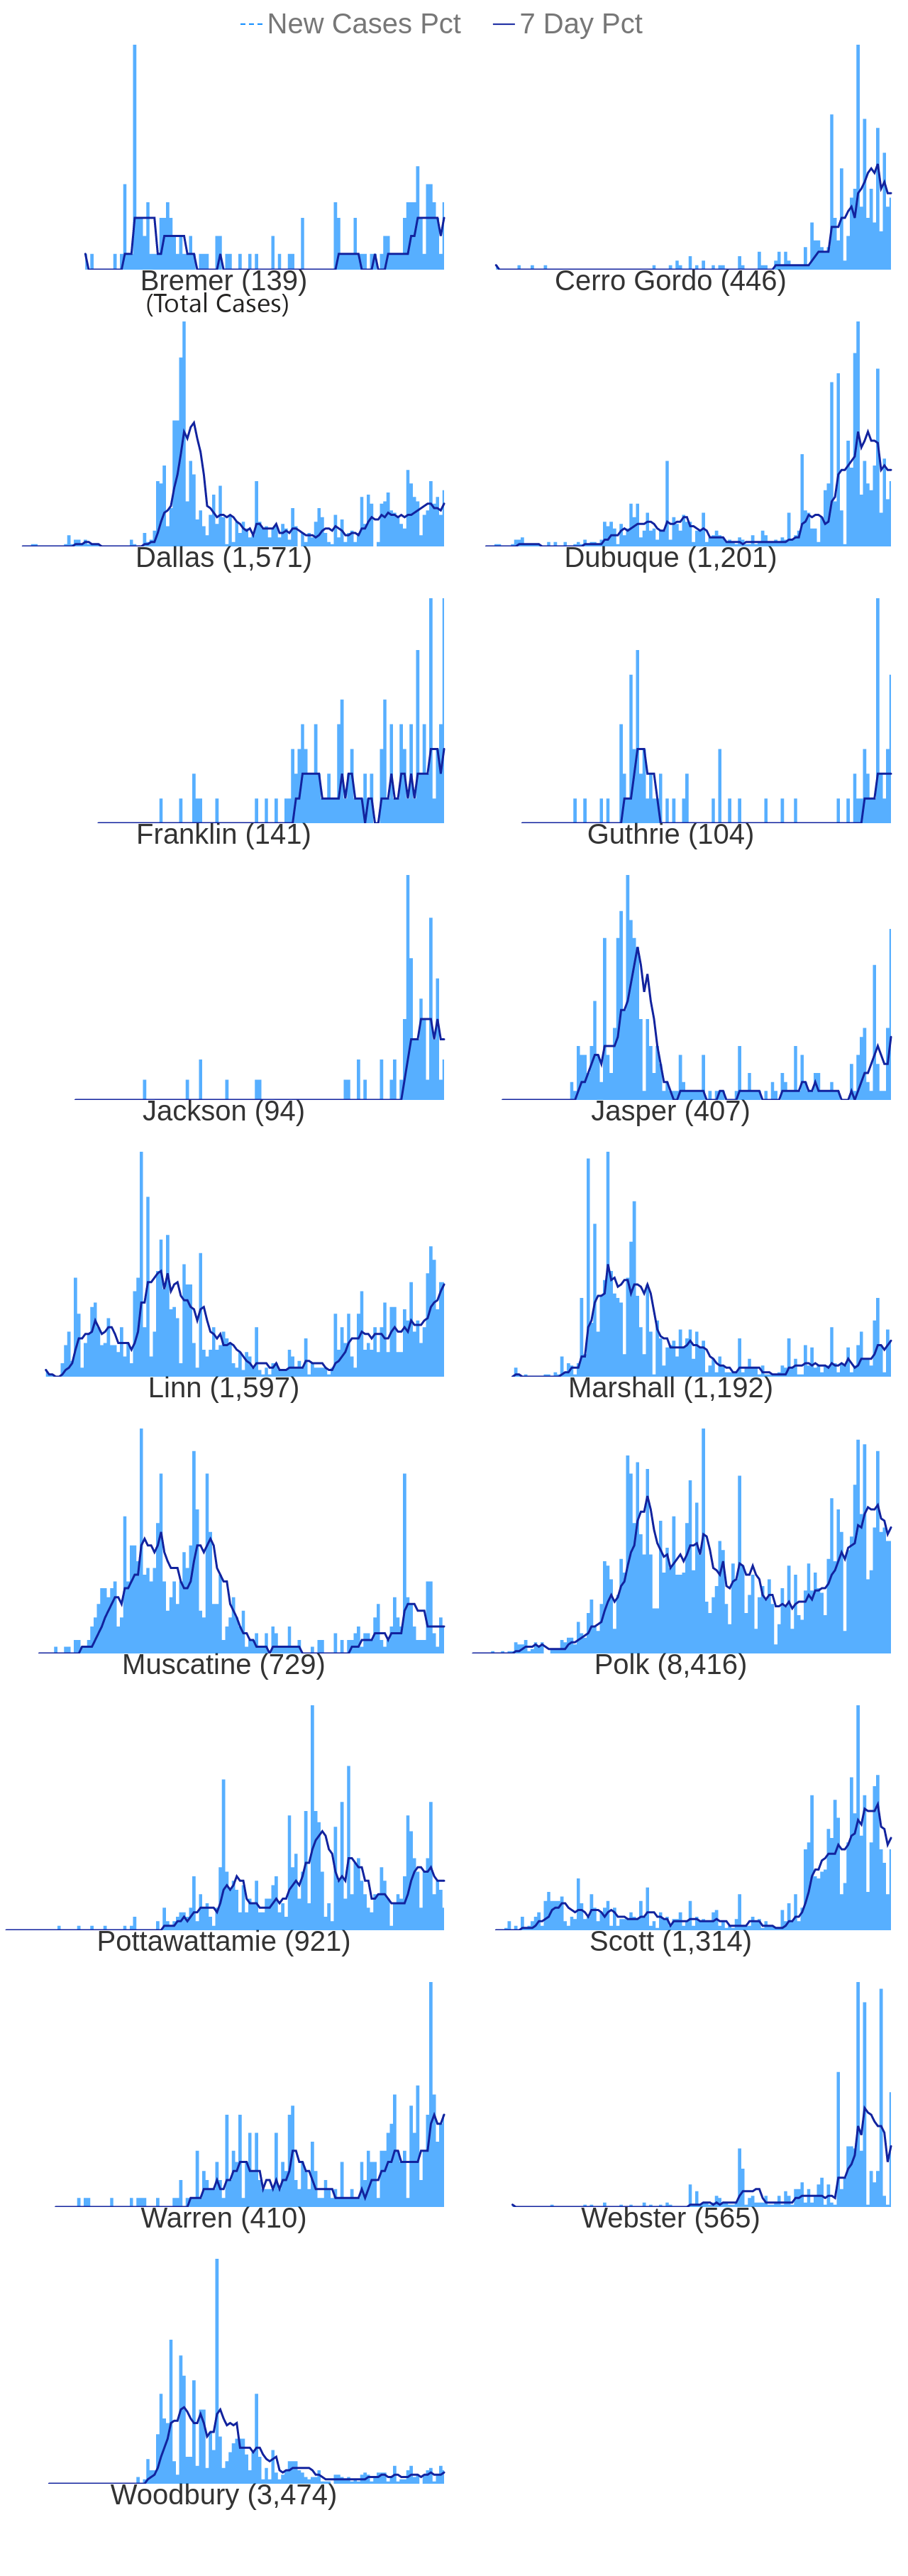 New Cases Pct 7 Day Pct
Bremer (139) Cerro Gordo (446)
(Total Cases)
Dallas (1,571) Dubuque (1,201)
Franklin (141) Guthrie (104)
Jackson (94) Jasper (407)
Linn (1,597) Marshall (1,192)
Muscatine (729) Polk (8,416)
Pottawattamie (921) Scott (1,314)
Warren (410) Webster (565)
Woodbury (3,474)